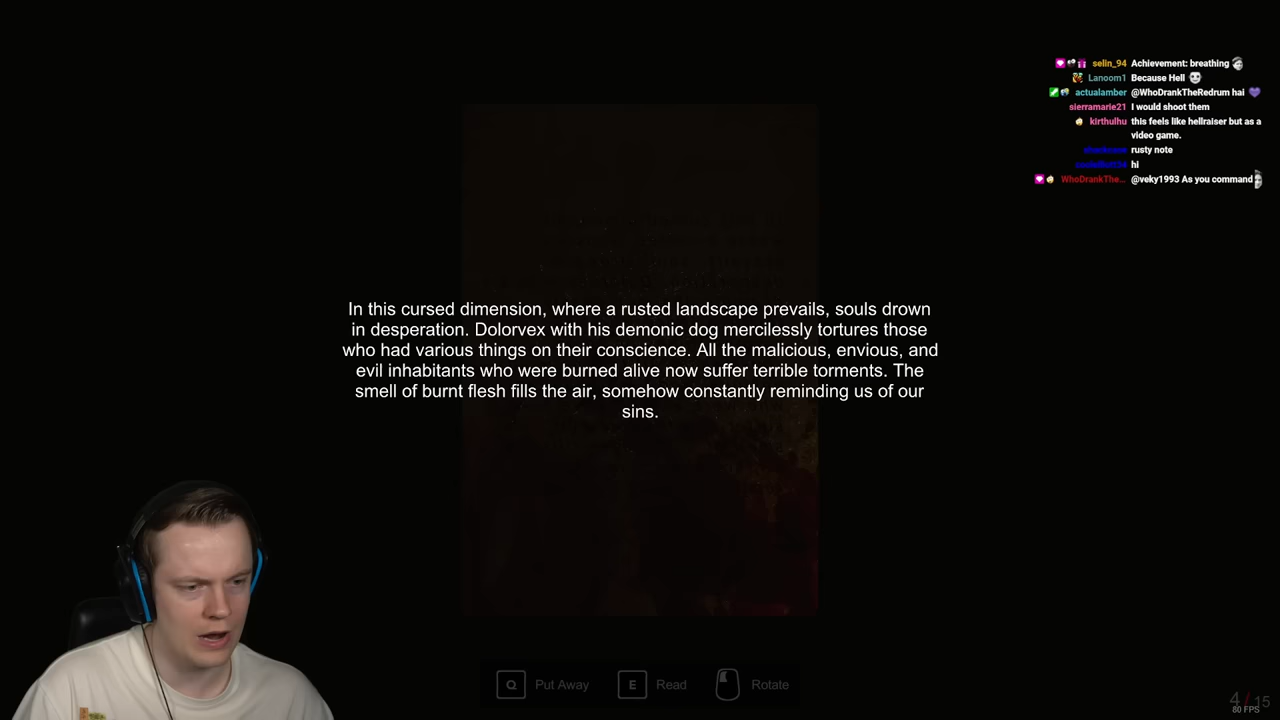 selin_94 Achievement: breathing
Lanoom1 Because Hell
actualamber @WhoDrankTheRedrum hai
sierramarie21 I would shoot them
kirthulhu this feels like hellraiser but as a
video game.
rusty note
hi
WhoDrankThe... @veky1993 As you command
In this cursed dimension, where a rusted landscape prevails, souls drown
in desperation. Dolorvex with his demonic dog mercilessly tortures those
who had various things on their conscience. All the malicious, envious, and
evil inhabitants who were burned alive now suffer terrible torments. The
smell of burnt flesh fills the air, somehow constantly reminding us of our
sins.
Q Put Away E Read Rotate
4 / 15
80 FPS